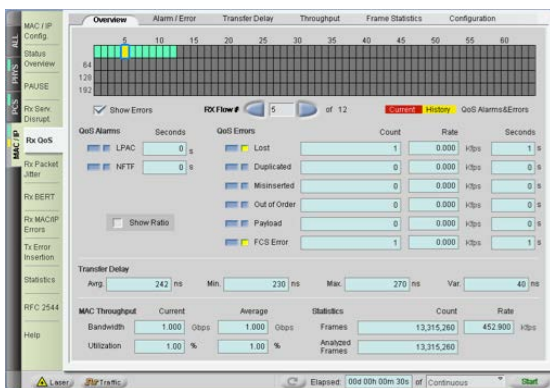 Overview Alarm / Error Transfer Delay Throughput Frame Statistics Configuration
ALL
PHYS
PCS
MAC / IP
MAC / IP Config.
Status Overview
PAUSE
Rx Serv. Disrupt.
Rx QoS
Rx Packet Jitter
Rx BERT
Rx MAC/IP Errors
Tx Error Insertion
Statistics
RFC 2544
Help
5 10 15 20 25 30 35 40 45 50 55 60
64
128
192
Show Errors RX Flow # 5 of 12 Current History QoS Alarms&Errors
QoS Alarms Seconds QoS Errors Count Rate Seconds
LPAC 0 s Lost 1 0.000 Kfps 1 s
NFTF 0 s Duplicated 0 0.000 Kfps 0 s
Misinserted 0 0.000 Kfps 0 s
Out of Order 0 0.000 Kfps 0 s
Show Ratio Payload 0 0.000 Kfps 0 s
FCS Error 1 0.000 Kfps 1 s
Transfer Delay
Avrg. 242 ns Min. 230 ns Max. 270 ns Var. 40 ns
MAC Throughput Current Average Statistics Count Rate
Bandwidth 1.000 Gbps 1.000 Gbps Frames 13,315,260 452.900 Kfps
Utilization 1.00 % 1.00 % Analyzed Frames 13,315,260
Laser Traffic Elapsed: 00d 00h 00m 30s of Continuous Start